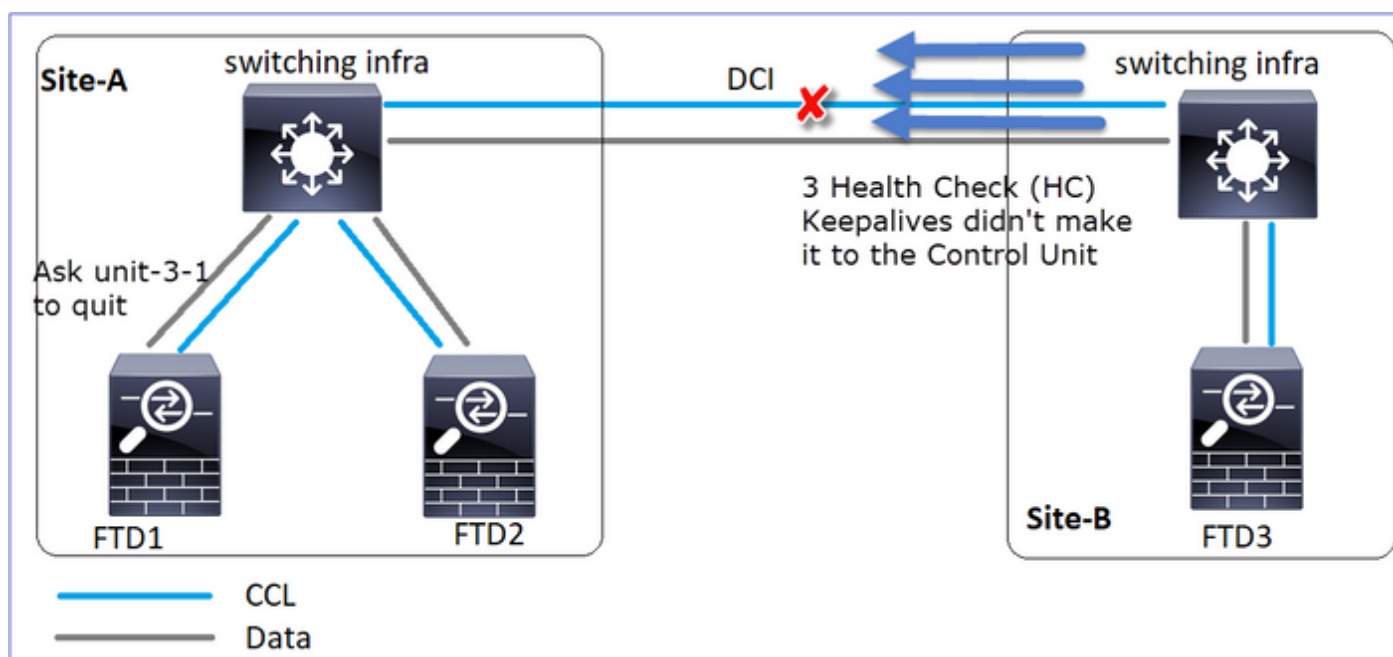 switching infra
Site-A
DCI
switching infra
3 Health Check (HC)
Keepalives didn't make
it to the Control Unit
Ask unit-3-1
to quit
FTD1
FTD2
Site-B
FTD3
CCL
Data